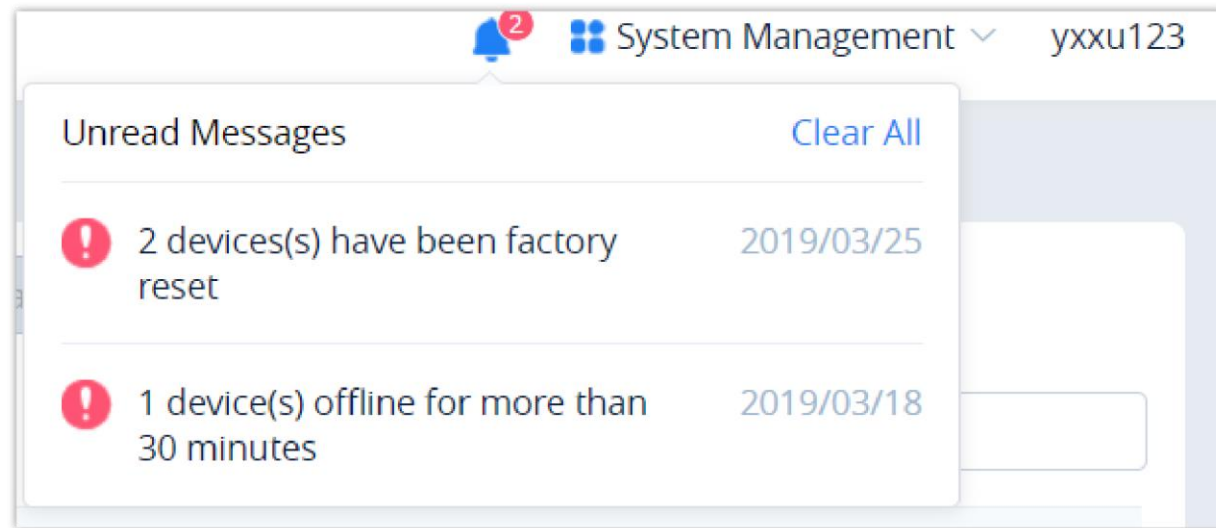 2
System Management
yxxu123
Unread Messages
Clear All
2 devices(s) have been factory
reset
2019/03/25
1 device(s) offline for more than
30 minutes
2019/03/18